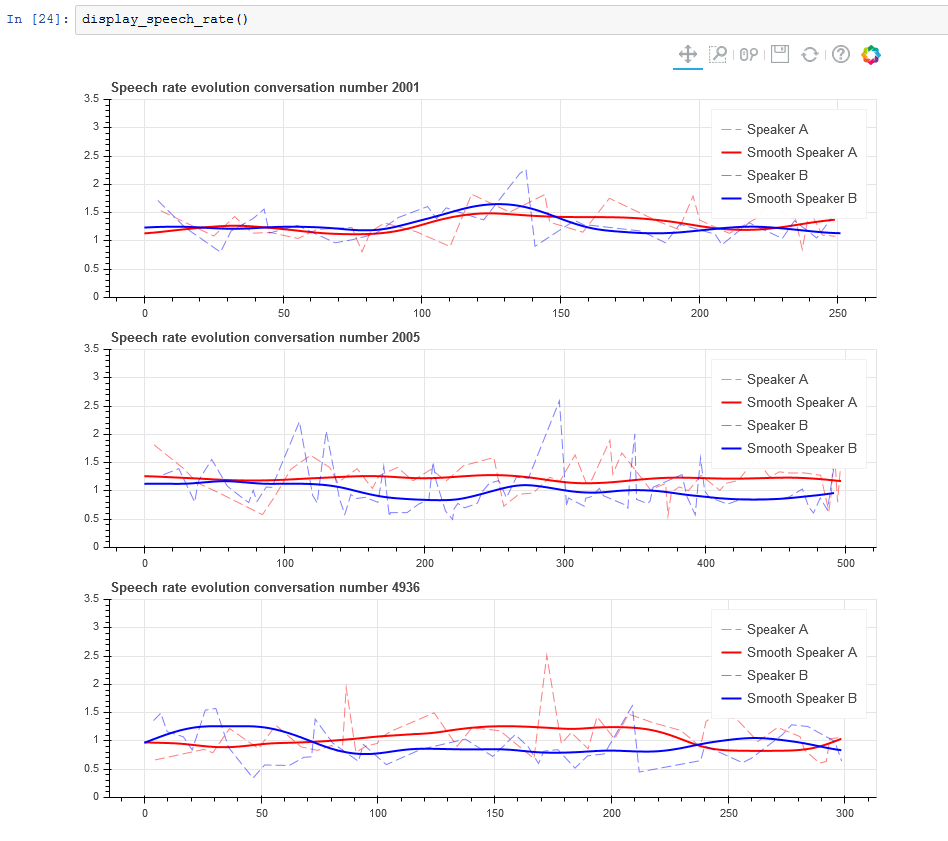 In [24]: display_speech_rate()
Speech rate evolution conversation number 2001
3.5
3
2.5
2
1.5
1
0.5
0
Speaker A
Smooth Speaker A
Speaker B
Smooth Speaker B
0 50 100 150 200 250
Speech rate evolution conversation number 2005
3.5
3
2.5
2
1.5
1
0.5
0
Speaker A
Smooth Speaker A
Speaker B
Smooth Speaker B
0 100 200 300 400 500
Speech rate evolution conversation number 4936
3.5
3
2.5
2
1.5
1
0.5
0
Speaker A
Smooth Speaker A
Speaker B
Smooth Speaker B
0 50 100 150 200 250 300